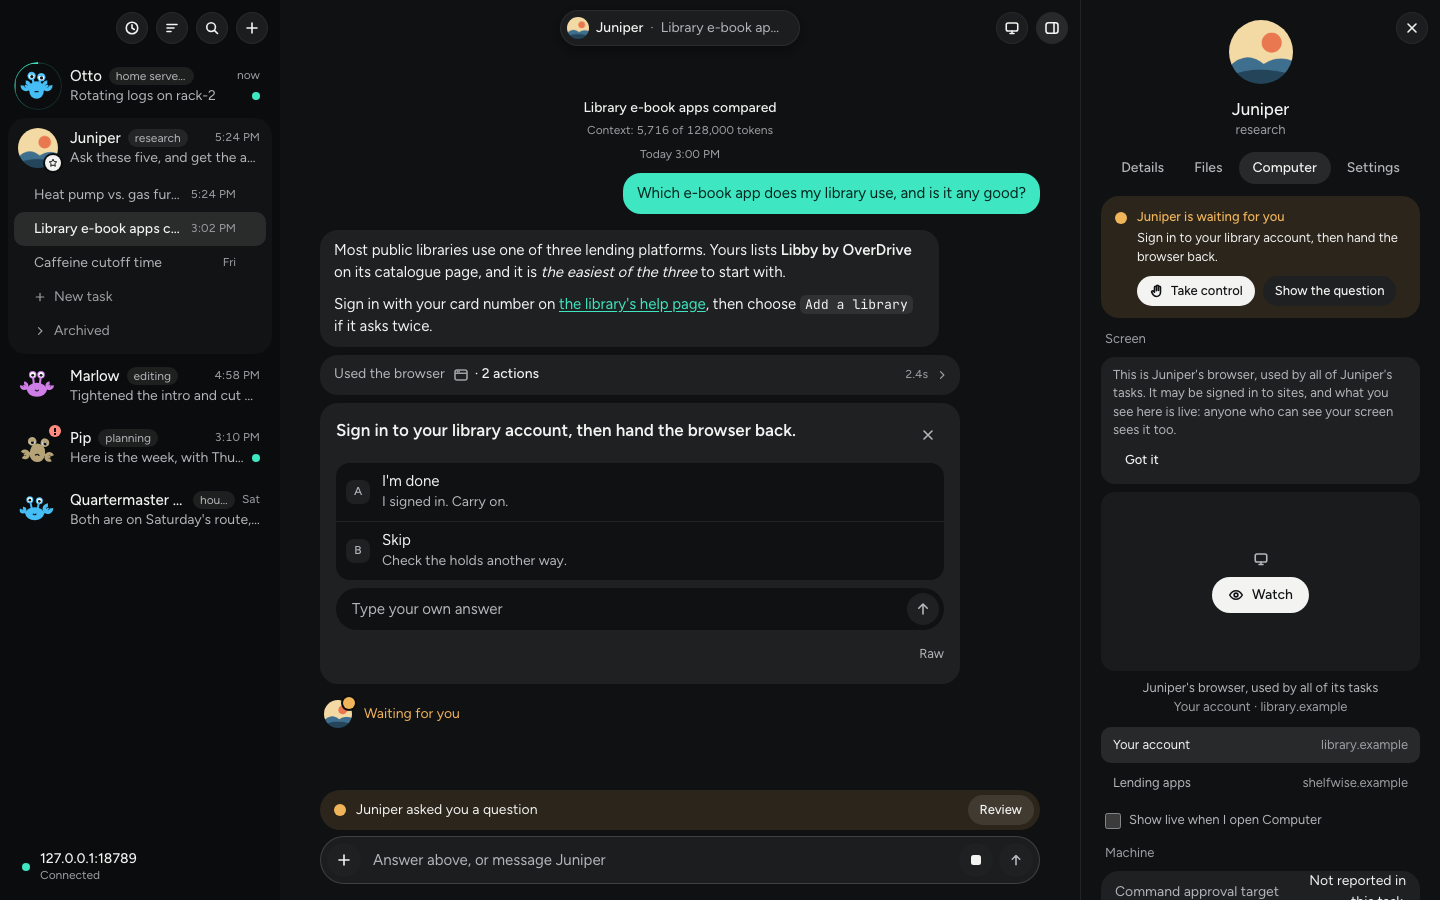 Otto home serve... now
Rotating logs on rack-2
Juniper research 5:24 PM
Ask these five, and get the a...
Heat pump vs. gas fur... 5:24 PM
Library e-book apps c... 3:02 PM
Caffeine cutoff time Fri
+ New task
> Archived
Marlow editing 4:58 PM
Tightened the intro and cut ...
Pip planning 3:10 PM
Here is the week, with Thu...
Quartermaster ... hou... Sat
Both are on Saturday's route,...
127.0.0.1:18789
Connected
Juniper · Library e-book ap...
Library e-book apps compared
Context: 5,716 of 128,000 tokens
Today 3:00 PM
Which e-book app does my library use, and is it any good?
Most public libraries use one of three lending platforms. Yours lists Libby by OverDrive
on its catalogue page, and it is the easiest of the three to start with.
Sign in with your card number on the library's help page, then choose Add a library
if it asks twice.
Used the browser · 2 actions 2.4s
Sign in to your library account, then hand the browser back.
A I'm done
I signed in. Carry on.
B Skip
Check the holds another way.
Type your own answer
Raw
Waiting for you
Juniper asked you a question Review
Answer above, or message Juniper
Juniper
research
Details Files Computer Settings
Juniper is waiting for you
Sign in to your library account, then hand the
browser back.
Take control Show the question
Screen
This is Juniper's browser, used by all of Juniper's
tasks. It may be signed in to sites, and what you
see here is live: anyone who can see your screen
sees it too.
Got it
Watch
Juniper's browser, used by all of its tasks
Your account · library.example
Your account library.example
Lending apps shelfwise.example
Show live when I open Computer
Machine
Command approval target Not reported in
this task